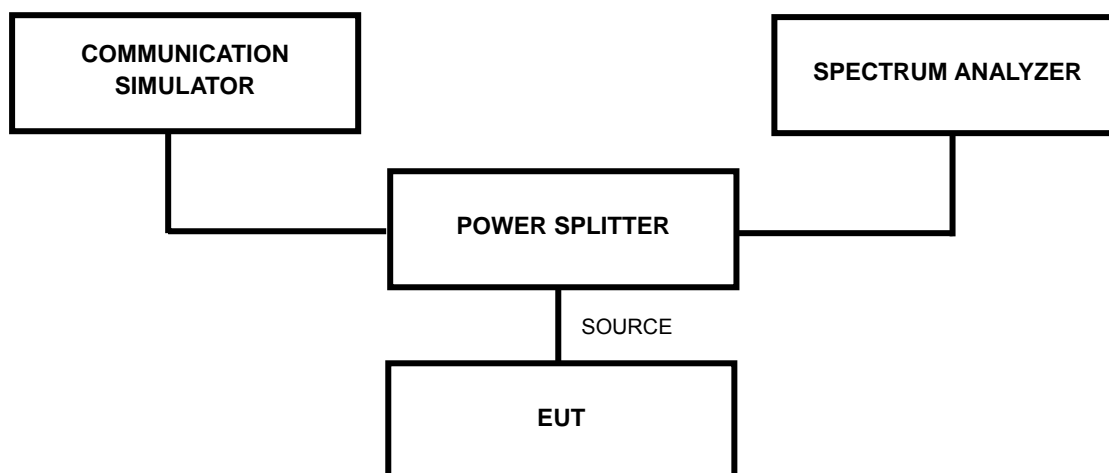 COMMUNICATION
SIMULATOR
SPECTRUM ANALYZER
POWER SPLITTER
SOURCE
EUT